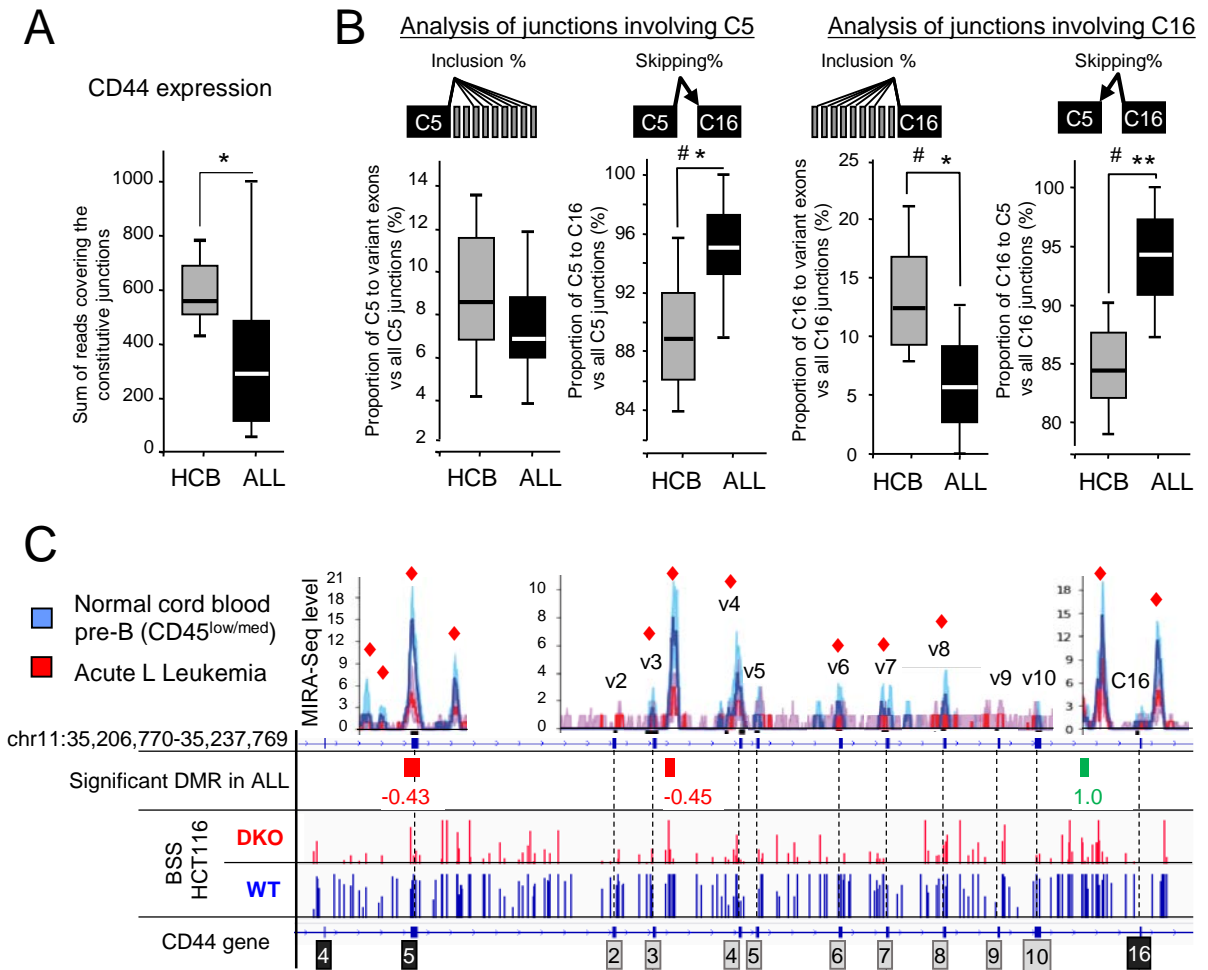 A
CD44 expression
Sum of reads covering the
constitutive junctions
1000
800
600
400
200
0
*
HCB ALL
B
Analysis of junctions involving C5
Inclusion %
C5
Proportion of C5 to variant exons
vs all C5 junctions (%)
14
12
10
8
6
4
2
HCB ALL
Skipping%
C5 C16
Proportion of C5 to C16
vs all C5 junctions (%)
# *
100
96
92
88
84
HCB ALL
Analysis of junctions involving C16
Inclusion %
C16
Proportion of C16 to variant exons
vs all C16 junctions (%)
# *
25
20
15
10
5
0
HCB ALL
Skipping%
C5 C16
Proportion of C16 to C5
vs all C16 junctions (%)
# **
100
95
90
85
80
HCB ALL
C
Normal cord blood
pre-B (CD45low/med)
Acute L Leukemia
MIRA-Seq level
21
18
15
12
9
6
3
0
10
8
6
4
2
0
v2 v3 v4 v5 v6 v7 v8 v9 v10
18
15
12
9
6
3
0
C16
chr11:35,206,770-35,237,769
Significant DMR in ALL
-0.43 -0.45 1.0
BSS
HCT116
DKO
WT
CD44 gene
4 5 2 3 4 5 6 7 8 9 10 16